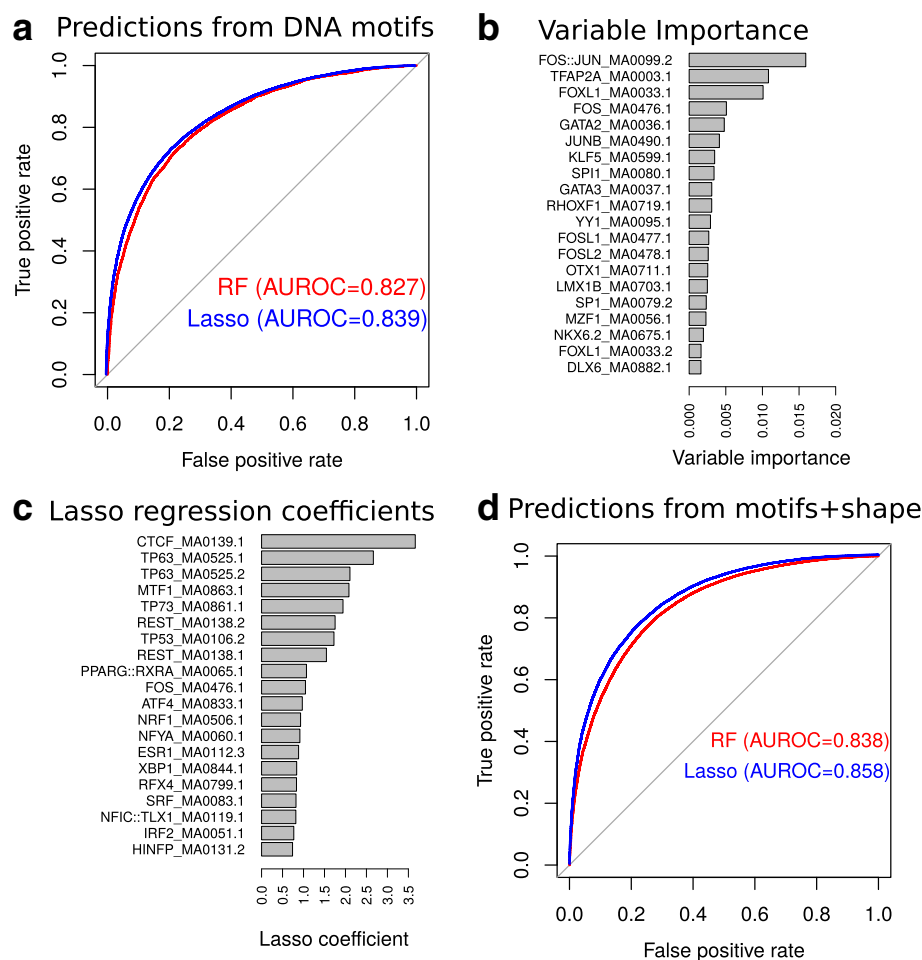 a Predictions from DNA motifs
1.0
0.8
0.6
0.4
0.2
0.0
True positive rate
RF (AUROC=0.827)
Lasso (AUROC=0.839)
0.0 0.2 0.4 0.6 0.8 1.0
False positive rate
b Variable Importance
FOS::JUN_MA0099.2
TFAP2A_MA0003.1
FOXL1_MA0033.1
FOS_MA0476.1
GATA2_MA0036.1
JUNB_MA0490.1
KLF5_MA0599.1
SPI1_MA0080.1
GATA3_MA0037.1
RHOXF1_MA0719.1
YY1_MA0095.1
FOSL1_MA0477.1
FOSL2_MA0478.1
OTX1_MA0711.1
LMX1B_MA0703.1
SP1_MA0079.2
MZF1_MA0056.1
NKX6.2_MA0675.1
FOXL1_MA0033.2
DLX6_MA0882.1
0.000 0.005 0.010 0.015 0.020
Variable importance
c Lasso regression coefficients
CTCF_MA0139.1
TP63_MA0525.1
TP63_MA0525.2
MTF1_MA0863.1
TP73_MA0861.1
REST_MA0138.2
TP53_MA0106.2
REST_MA0138.1
PPARG::RXRA_MA0065.1
FOS_MA0476.1
ATF4_MA0833.1
NRF1_MA0506.1
NFYA_MA0060.1
ESR1_MA0112.3
XBP1_MA0844.1
RFX4_MA0799.1
SRF_MA0083.1
NFIC::TLX1_MA0119.1
IRF2_MA0051.1
HINFP_MA0131.2
0.0 0.5 1.0 1.5 2.0 2.5 3.0 3.5
Lasso coefficient
d Predictions from motifs+shape
1.0
0.8
0.6
0.4
0.2
0.0
True positive rate
RF (AUROC=0.838)
Lasso (AUROC=0.858)
0.0 0.2 0.4 0.6 0.8 1.0
False positive rate